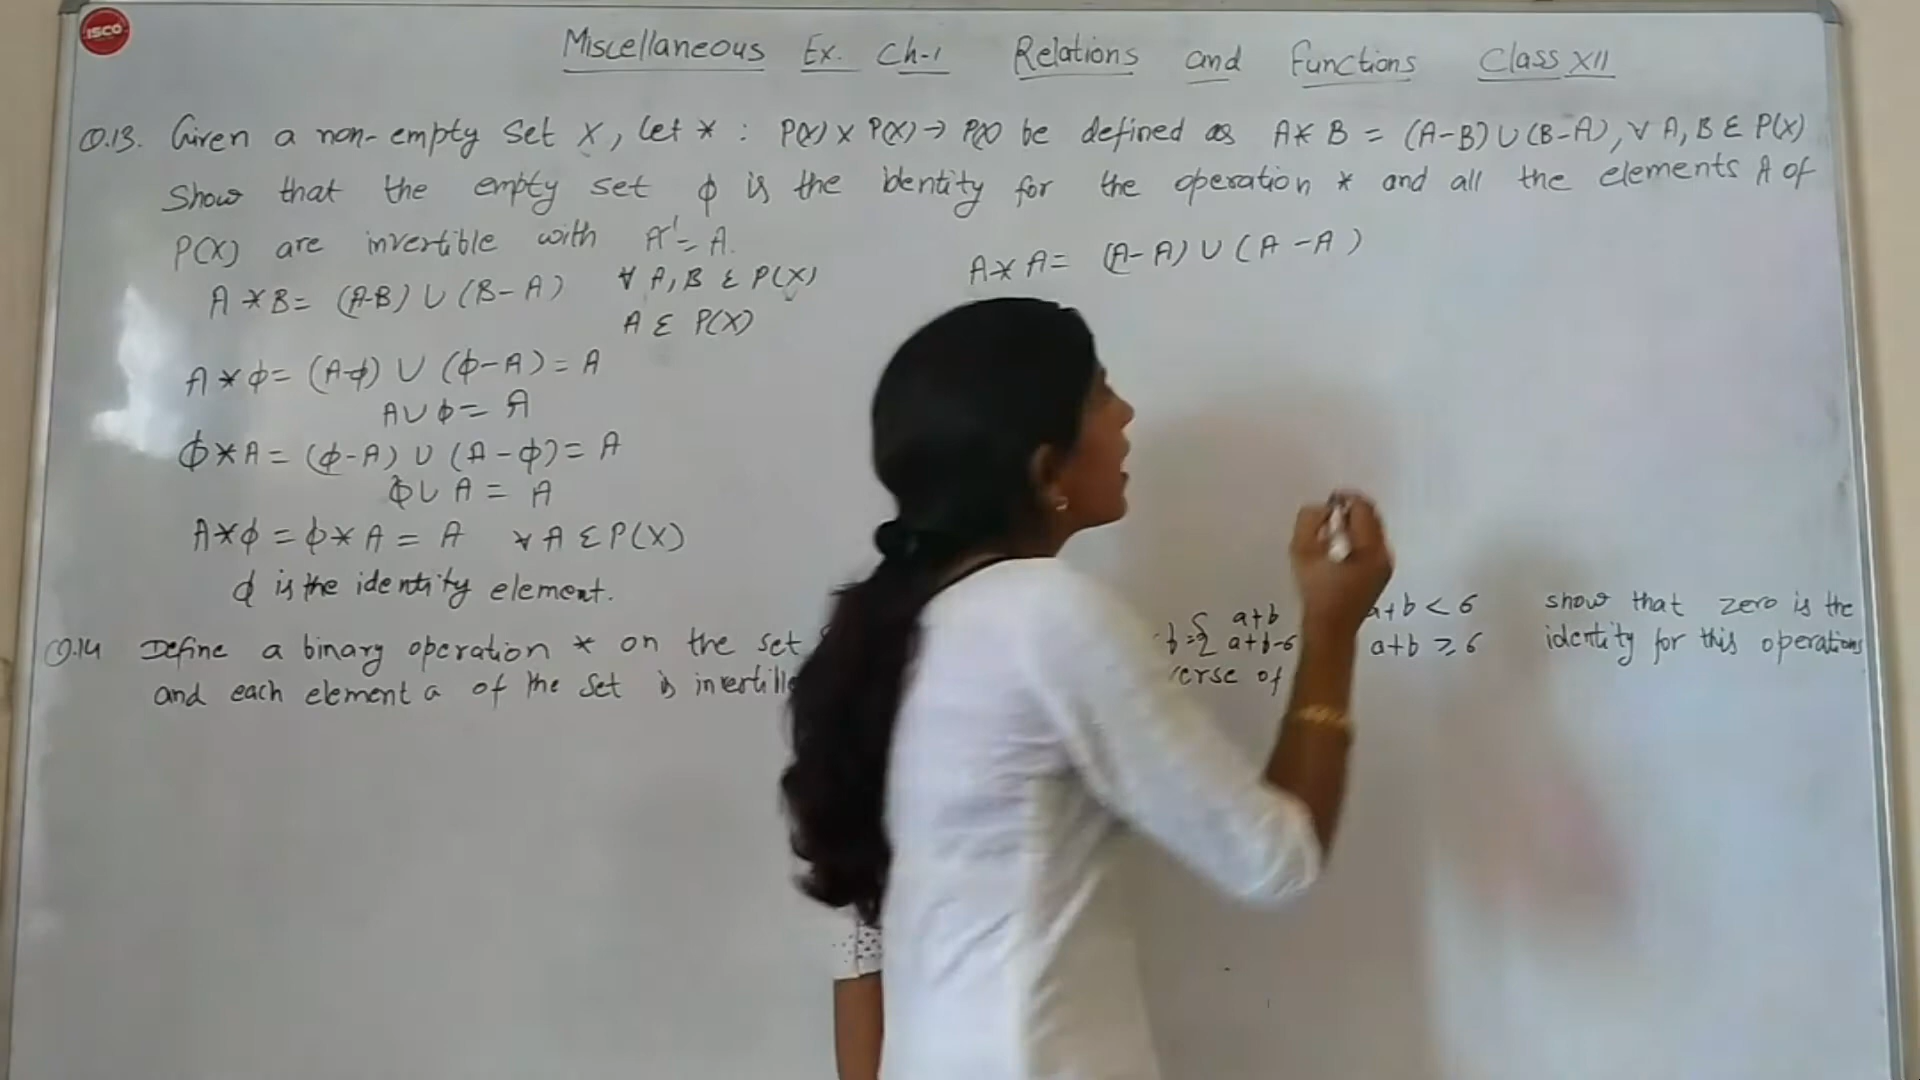 ISCO
Miscellaneous Ex. Ch-1 Relations and Functions Class XII
Q.13. Given a non-empty set X, let * : P(X) × P(X) → P(X) be defined as A * B = (A-B) ∪ (B-A), ∀ A, B ε P(X)
Show that the empty set ϕ is the identity for the operation * and all the elements A of
P(X) are invertible with A⁻¹ = A.
A * B = (A-B) ∪ (B-A) ∀ A, B ε P(X)
A ε P(X)
A * ϕ = (A-ϕ) ∪ (ϕ-A) = A
A ∪ ϕ = A
ϕ * A = (ϕ-A) ∪ (A-ϕ) = A
ϕ ∪ A = A
A * ϕ = ϕ * A = A ∀ A ε P(X)
ϕ is the identity element.
A * A = (A-A) ∪ (A-A)
Q.14 Define a binary operation * on the set b = { a+b a+b < 6 show that zero is the
a+b-6 a+b ≥ 6 identity for this operations
and each element a of the set is invertible erse of